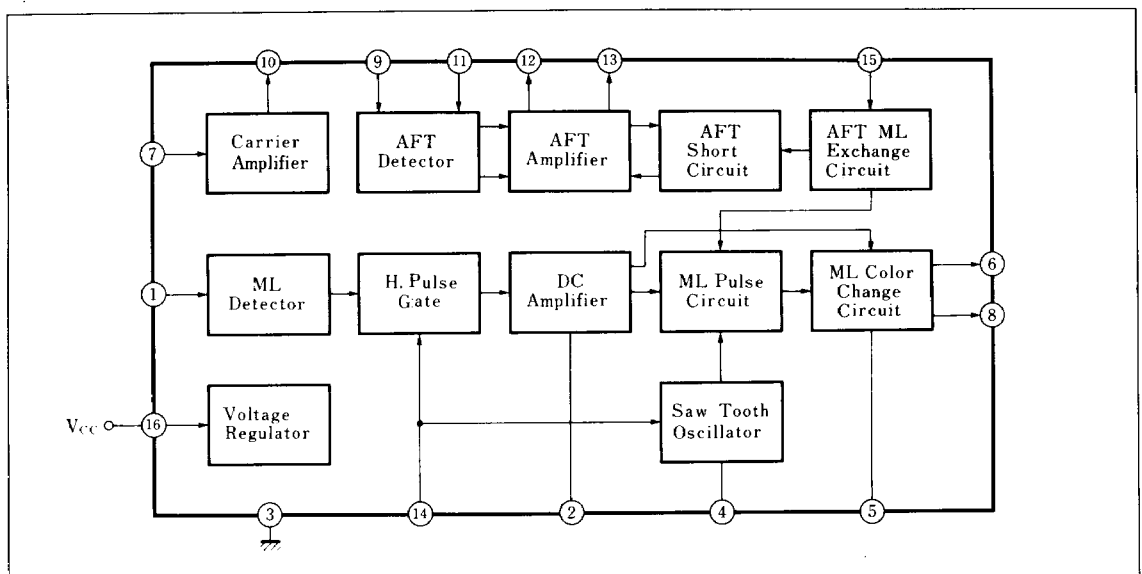 10
9
11
12
13
15
Carrier
Amplifier
AFT
Detector
AFT
Amplifier
AFT
Short
Circuit
AFT ML
Exchange
Circuit
7
6
1
ML
Detector
H. Pulse
Gate
DC
Amplifier
ML Pulse
Circuit
ML Color
Change
Circuit
8
Vcc
16
Voltage
Regulator
Saw Tooth
Oscillator
3
14
2
4
5